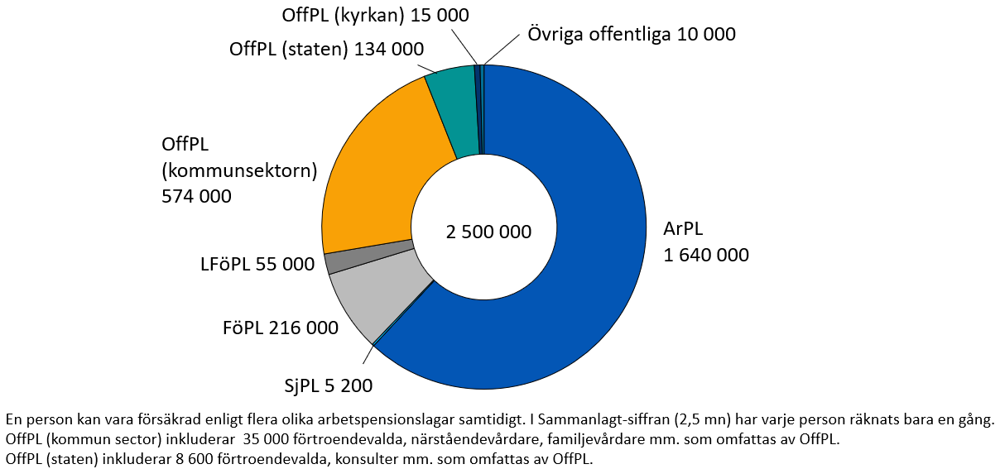 OffPL (kyrkan) 15 000
Övriga offentliga 10 000
OffPL (staten) 134 000
OffPL
(kommunsektorn)
574 000
2 500 000
ArPL
1 640 000
LFöPL 55 000
FöPL 216 000
SjPL 5 200
En person kan vara försäkrad enligt flera olika arbetspensionslagar samtidigt. I Sammanlagt-siffran (2,5 mn) har varje person räknats bara en gång.
OffPL (kommun sector) inkluderar  35 000 förtroendevalda, närståendevårdare, familjevårdare mm. som omfattas av OffPL.
OffPL (staten) inkluderar 8 600 förtroendevalda, konsulter mm. som omfattas av OffPL.